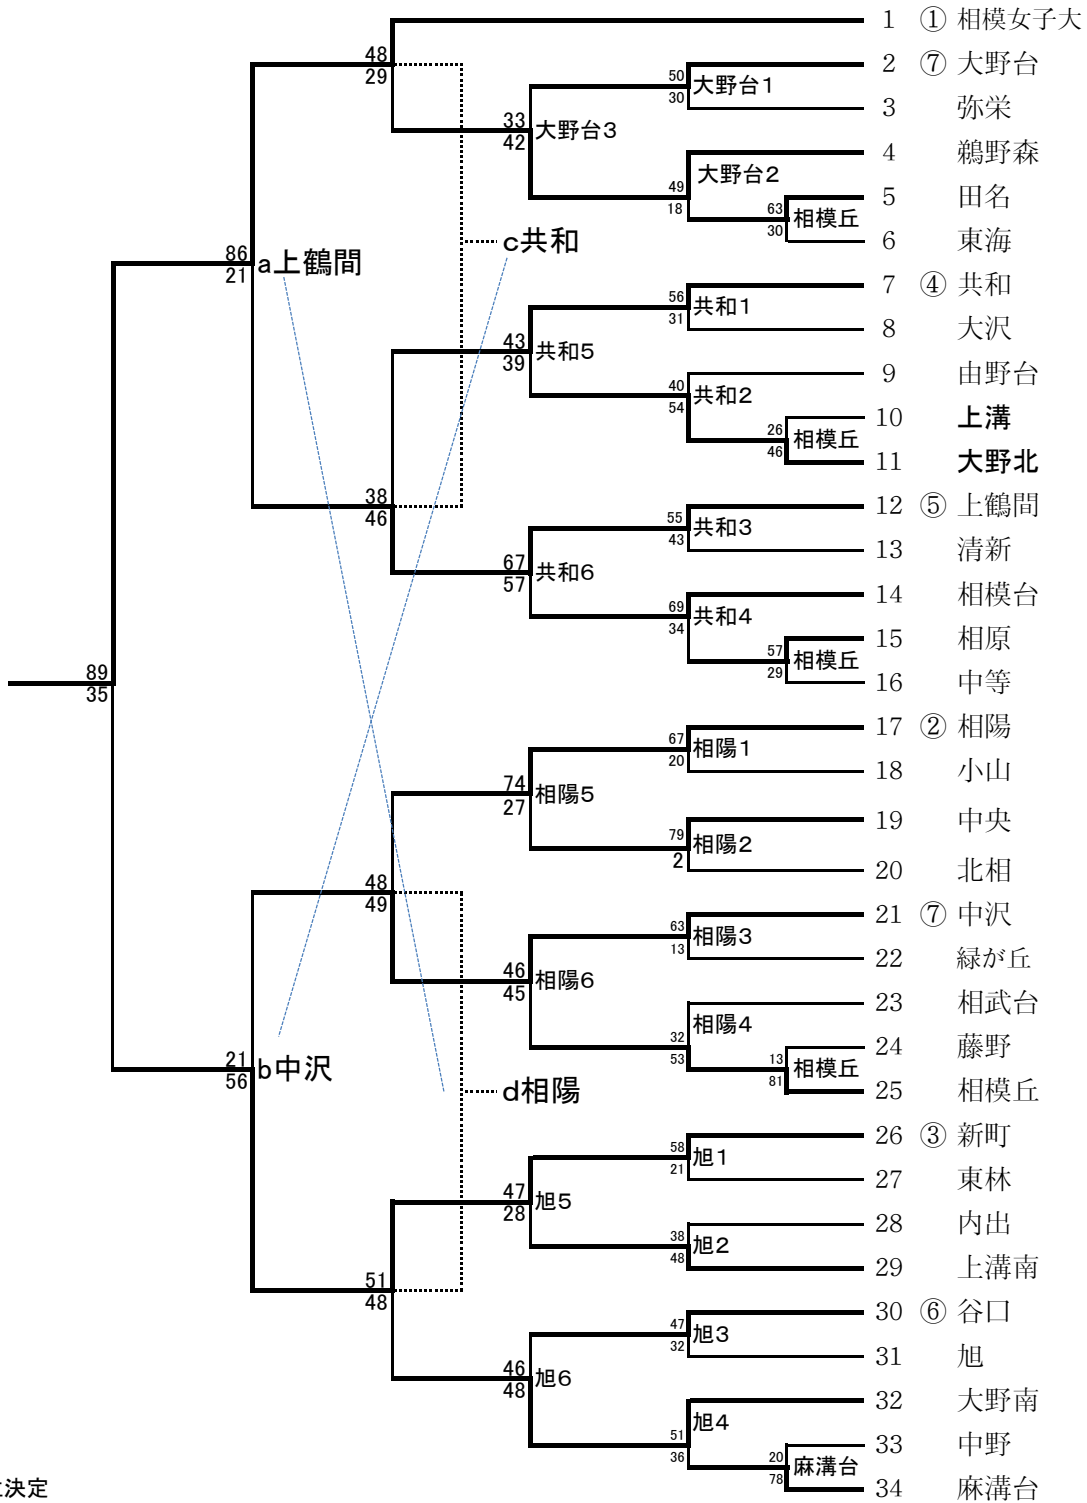 1 ① 相模女子大
48
29
2 ⑦ 大野台
50
30
大野台1
3 弥栄
33
42
大野台3
4 鵜野森
大野台2
49
18
5 田名
63
30
相模丘
6 東海
c共和
86
21
a上鶴間
7 ④ 共和
56
31
共和1
8 大沢
43
39
共和5
9 由野台
40
54
共和2
10 上溝
26
46
相模丘
11 大野北
38
46
12 ⑤ 上鶴間
55
43
共和3
13 清新
67
57
共和6
14 相模台
69
34
共和4
15 相原
57
29
相模丘
16 中等
89
35
17 ② 相陽
67
20
相陽1
18 小山
74
27
相陽5
19 中央
79
2
相陽2
20 北相
48
49
21 ⑦ 中沢
63
13
相陽3
22 緑が丘
46
45
相陽6
23 相武台
相陽4
32
53
24 藤野
13
81
相模丘
25 相模丘
21
56
b中沢
d相陽
26 ③ 新町
58
21
旭1
27 東林
47
28
旭5
28 内出
38
48
旭2
29 上溝南
51
48
30 ⑥ 谷口
47
32
旭3
31 旭
46
48
旭6
32 大野南
旭4
51
36
33 中野
20
78
麻溝台
34 麻溝台
決定